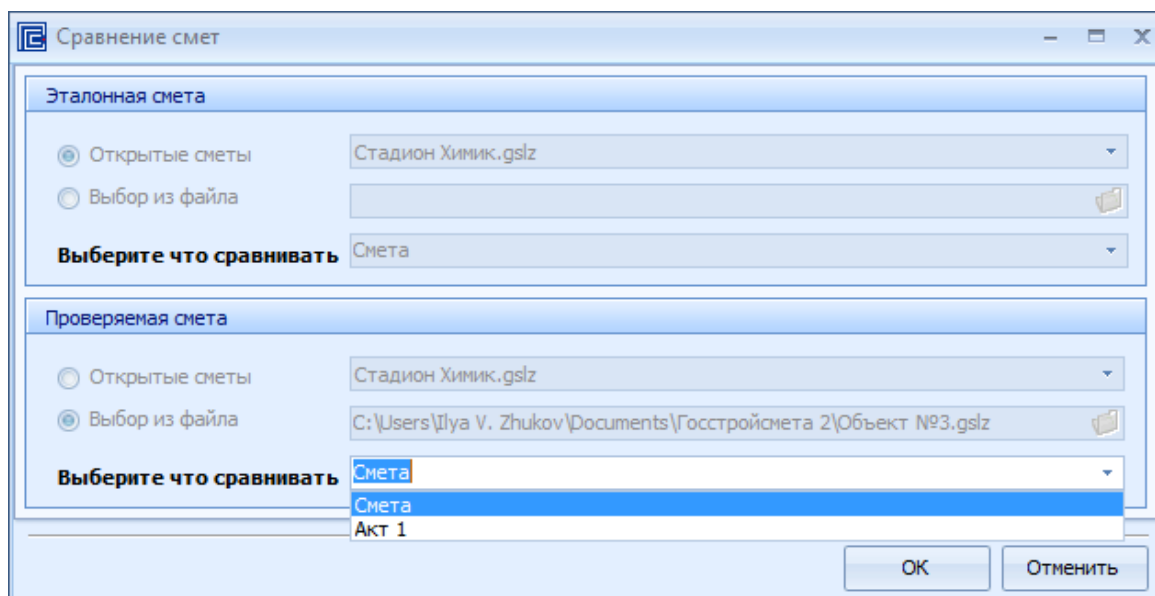 Сравнение смет
Эталонная смета
Открытые сметы Стадион Химик.gslz
Выбор из файла
Выберите что сравнивать Смета
Проверяемая смета
Открытые сметы Стадион Химик.gslz
Выбор из файла C:\Users\Ilya V. Zhukov\Documents\Госстройсмета 2\Объект №3.gslz
Выберите что сравнивать Смета
Смета
Акт 1
ОК Отменить